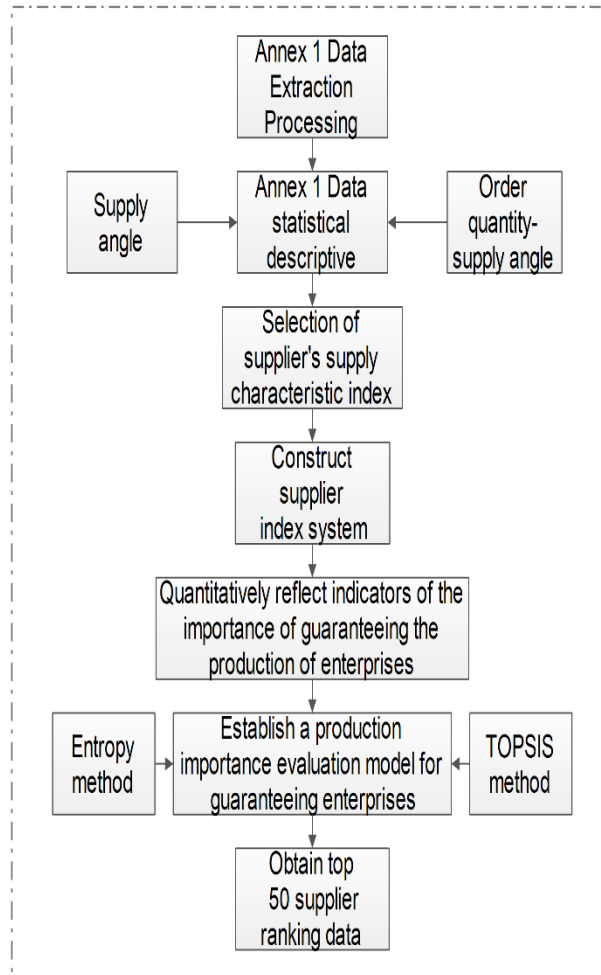 Annex 1 Data
Extraction
Processing
Supply
angle
Annex 1 Data
statistical
descriptive
Order
quantity-
supply angle
Selection of
supplier's supply
characteristic index
Construct
supplier
index system
Quantitatively reflect indicators of the
importance of guaranteeing the
production of enterprises
Entropy
method
Establish a production
importance evaluation model for
guaranteeing enterprises
TOPSIS
method
Obtain top
50 supplier
ranking data